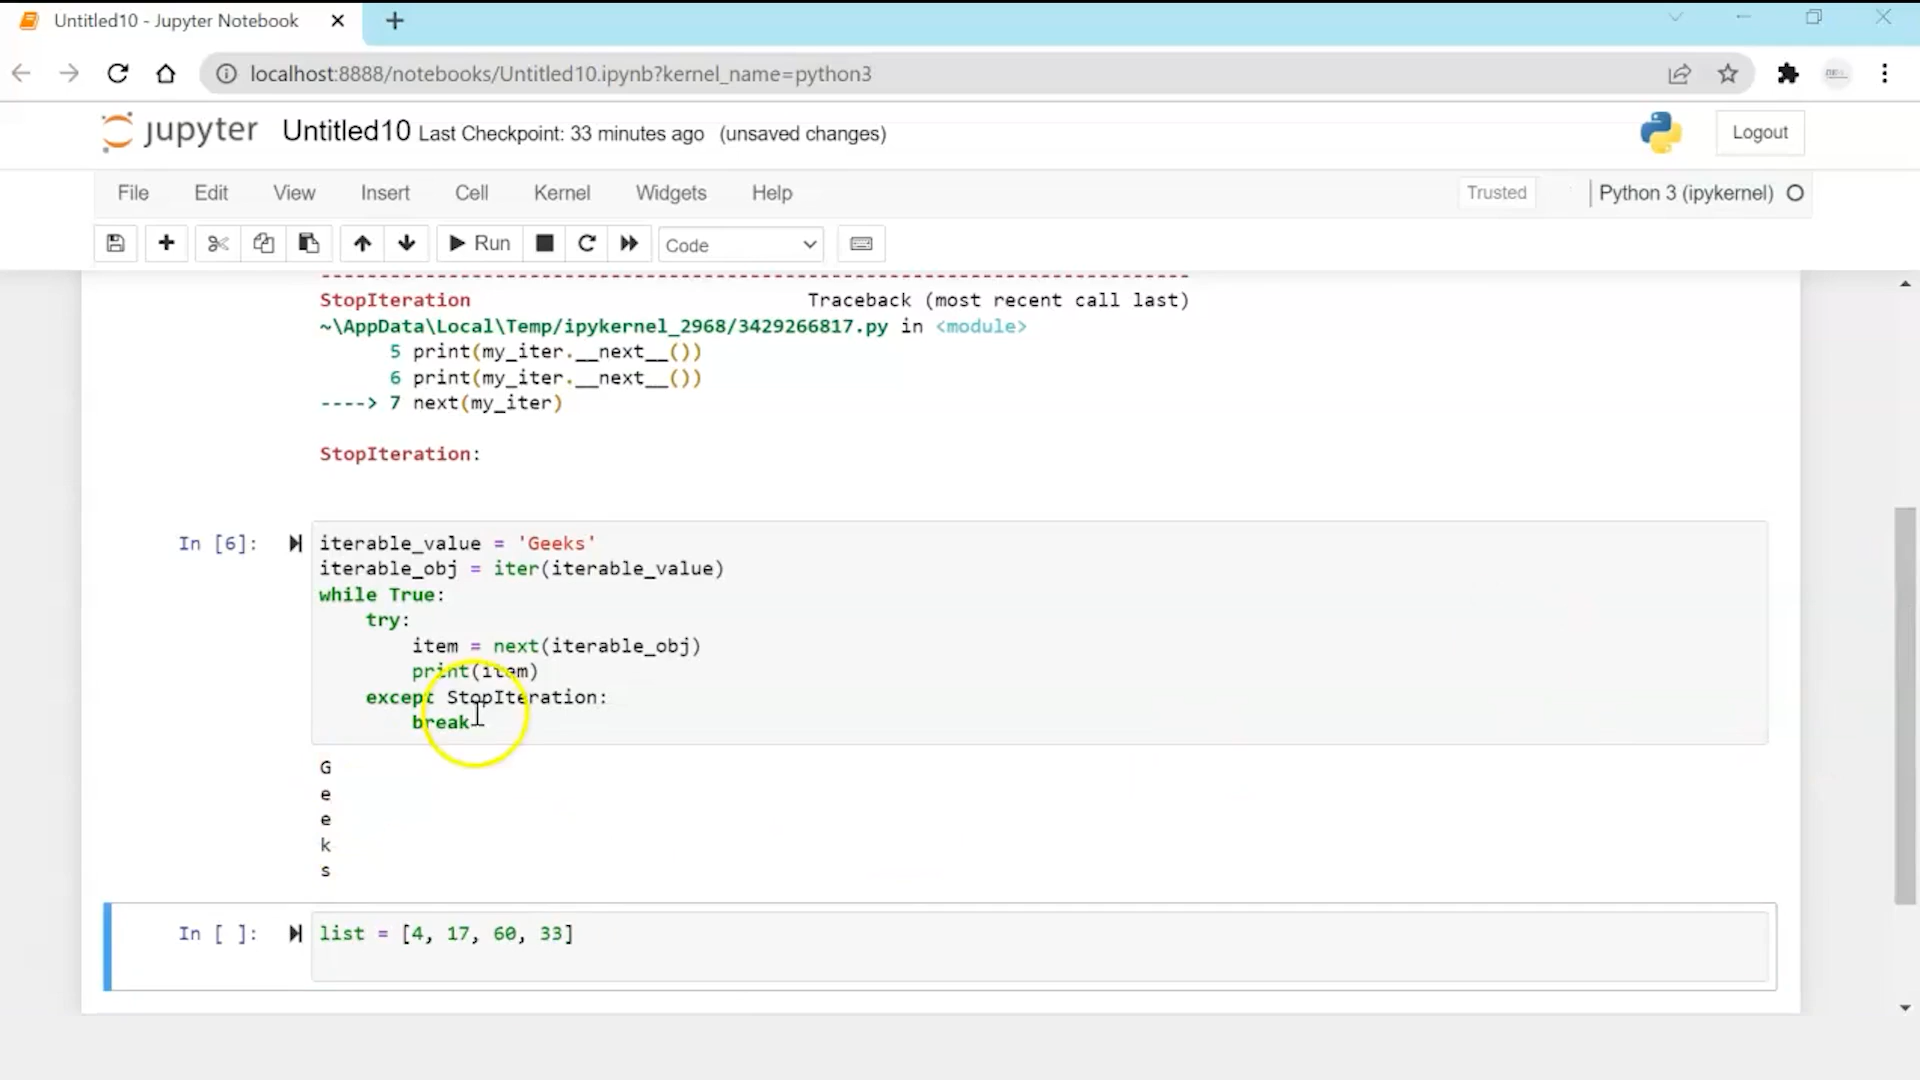 Untitled10 - Jupyter Notebook
localhost:8888/notebooks/Untitled10.ipynb?kernel_name=python3
jupyter Untitled10 Last Checkpoint: 33 minutes ago (unsaved changes)
Logout
File Edit View Insert Cell Kernel Widgets Help
Trusted
Python 3 (ipykernel)
Run
Code
StopIteration Traceback (most recent call last)
~\AppData\Local\Temp/ipykernel_2968/3429266817.py in <module>
5 print(my_iter.__next__())
6 print(my_iter.__next__())
----> 7 next(my_iter)
StopIteration:
In [6]:
iterable_value = 'Geeks'
iterable_obj = iter(iterable_value)
while True:
try:
item = next(iterable_obj)
print(item)
except StopIteration:
break
G
e
e
k
s
In [ ]:
list = [4, 17, 60, 33]